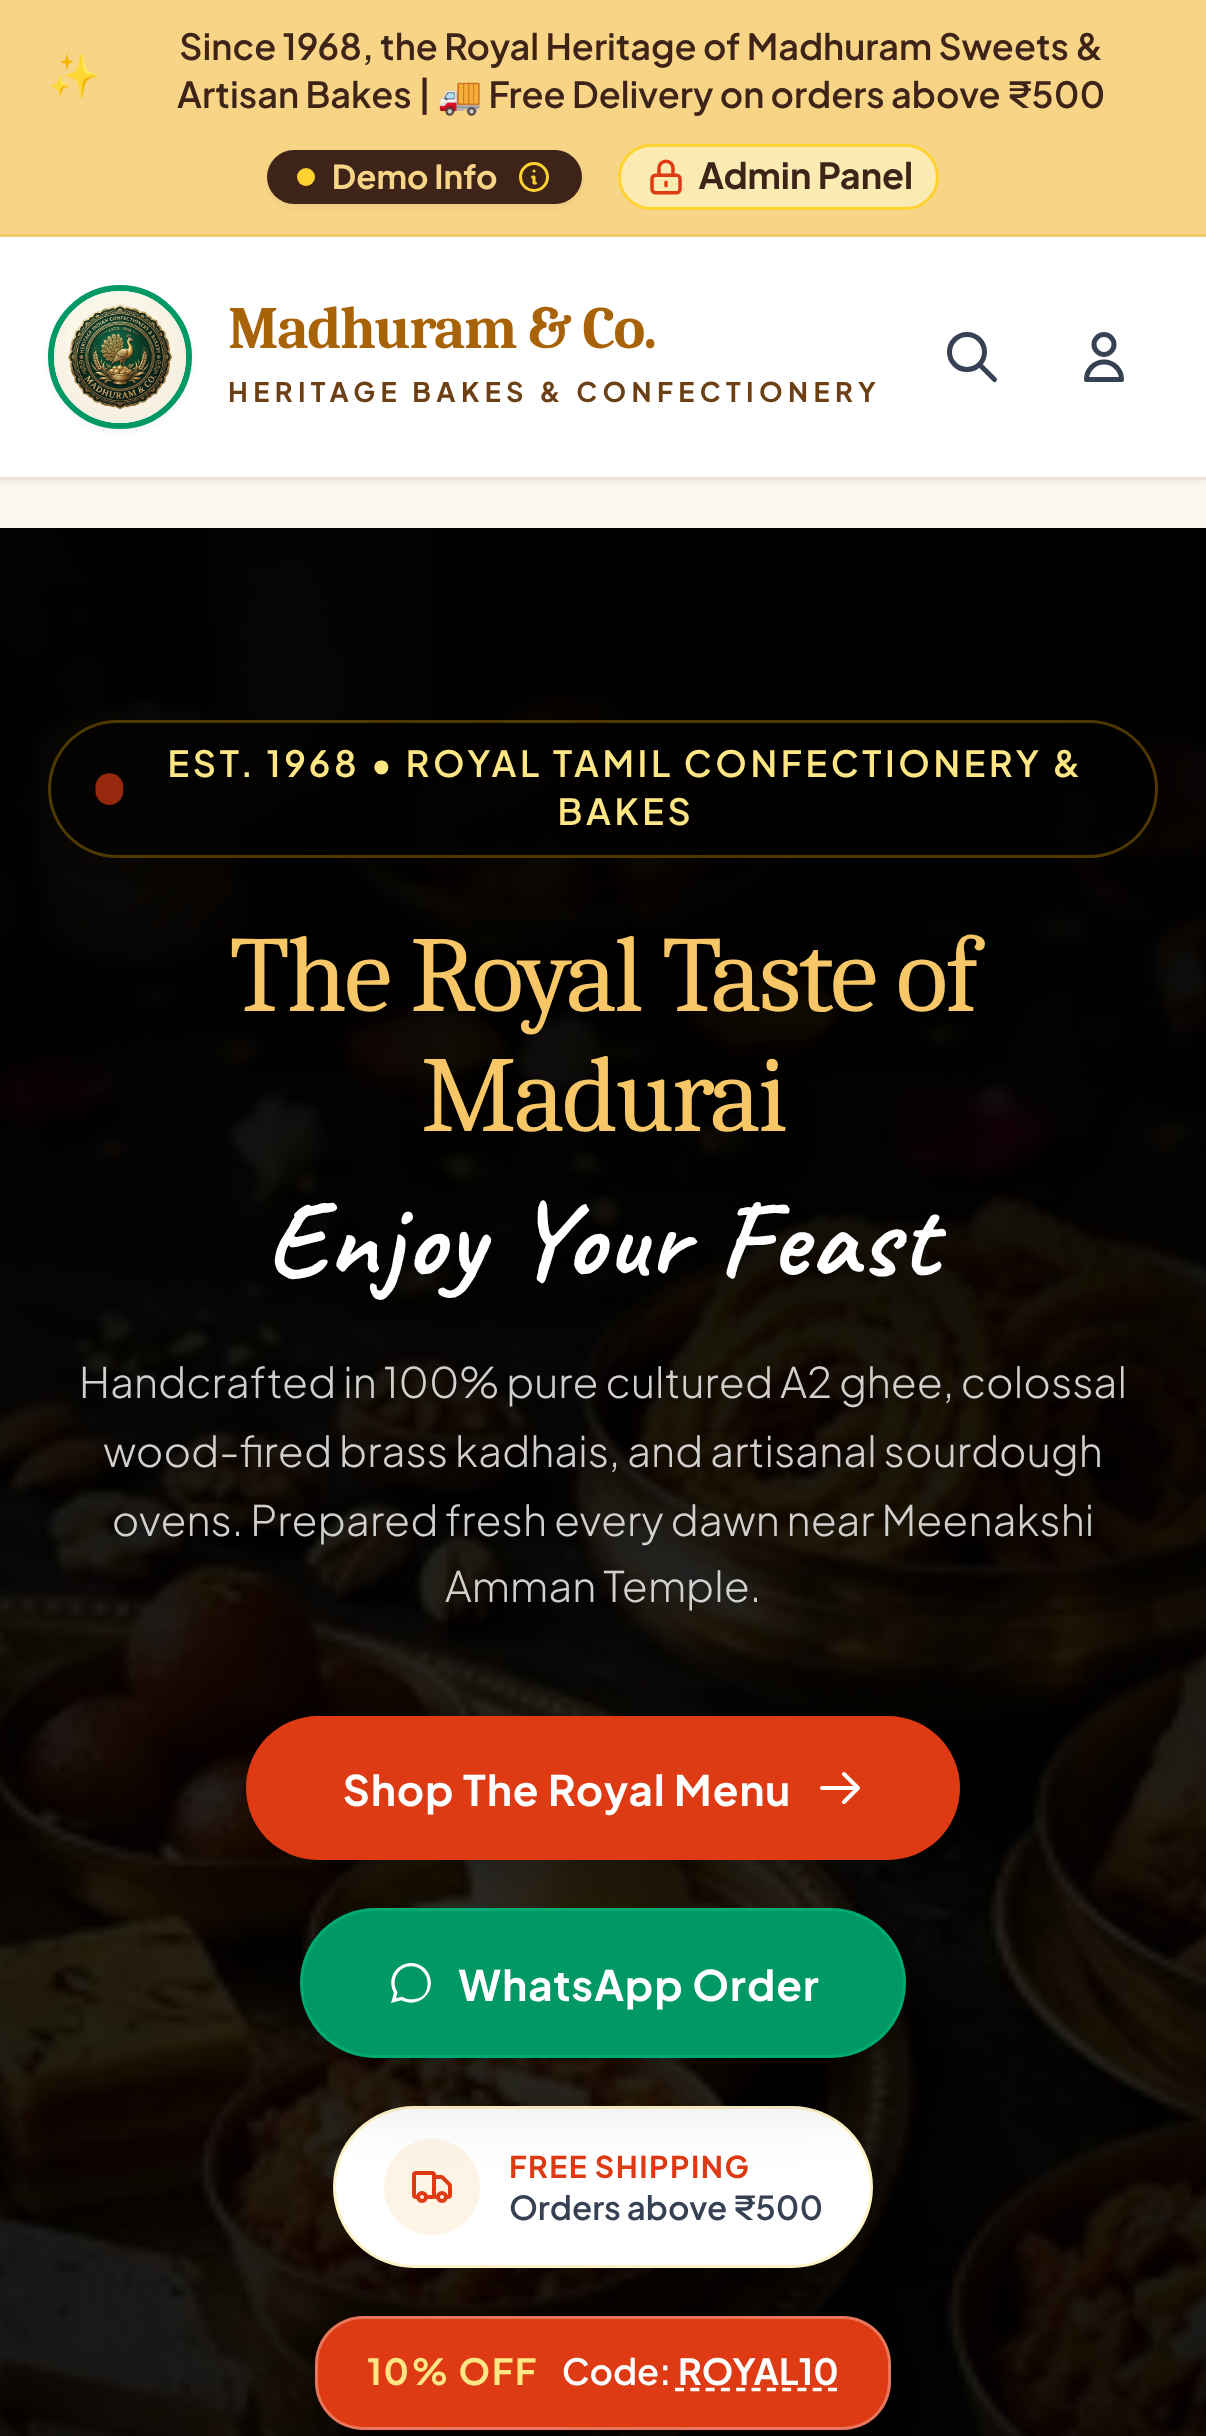 Since 1968, the Royal Heritage of Madhuram Sweets &
Artisan Bakes | 🚚 Free Delivery on orders above ₹500
Demo Info
Admin Panel
MADHURAM & CO.
Madhuram & Co.
HERITAGE BAKES & CONFECTIONERY
EST. 1968 • ROYAL TAMIL CONFECTIONERY &
BAKES
The Royal Taste of
Madurai
Enjoy Your Feast
Handcrafted in 100% pure cultured A2 ghee, colossal
wood-fired brass kadhais, and artisanal sourdough
ovens. Prepared fresh every dawn near Meenakshi
Amman Temple.
Shop The Royal Menu →
WhatsApp Order
FREE SHIPPING
Orders above ₹500
10% OFF Code: ROYAL10